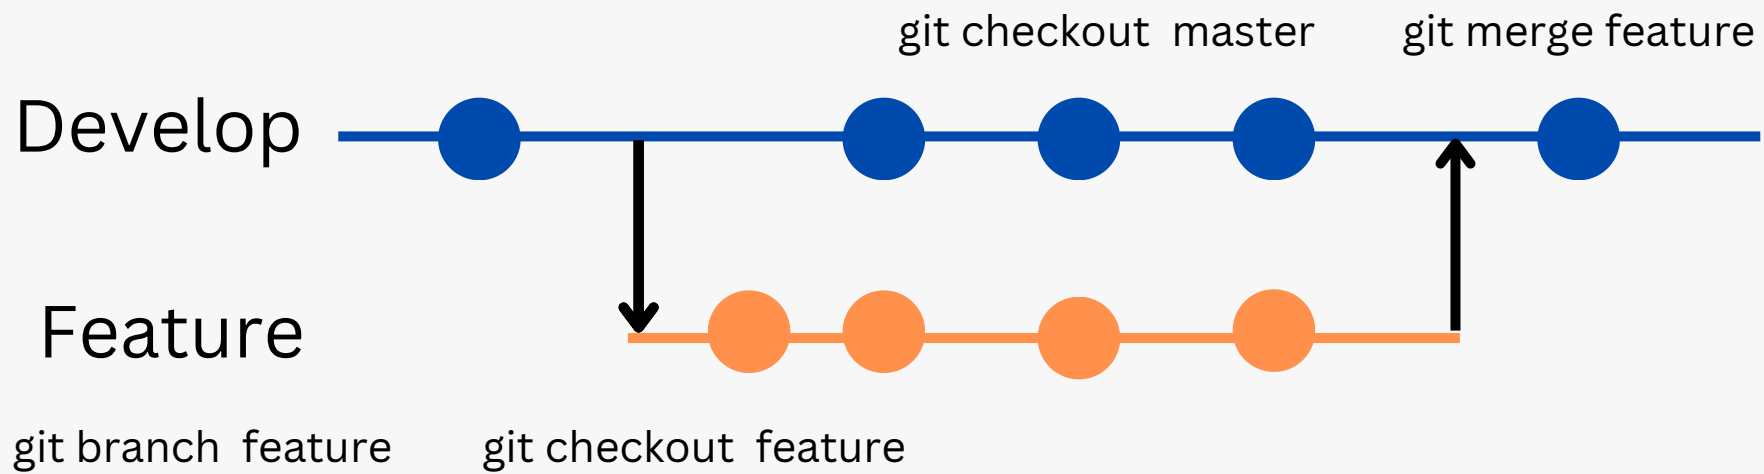 git checkout master
git merge feature
Develop
Feature
git branch feature
git checkout feature